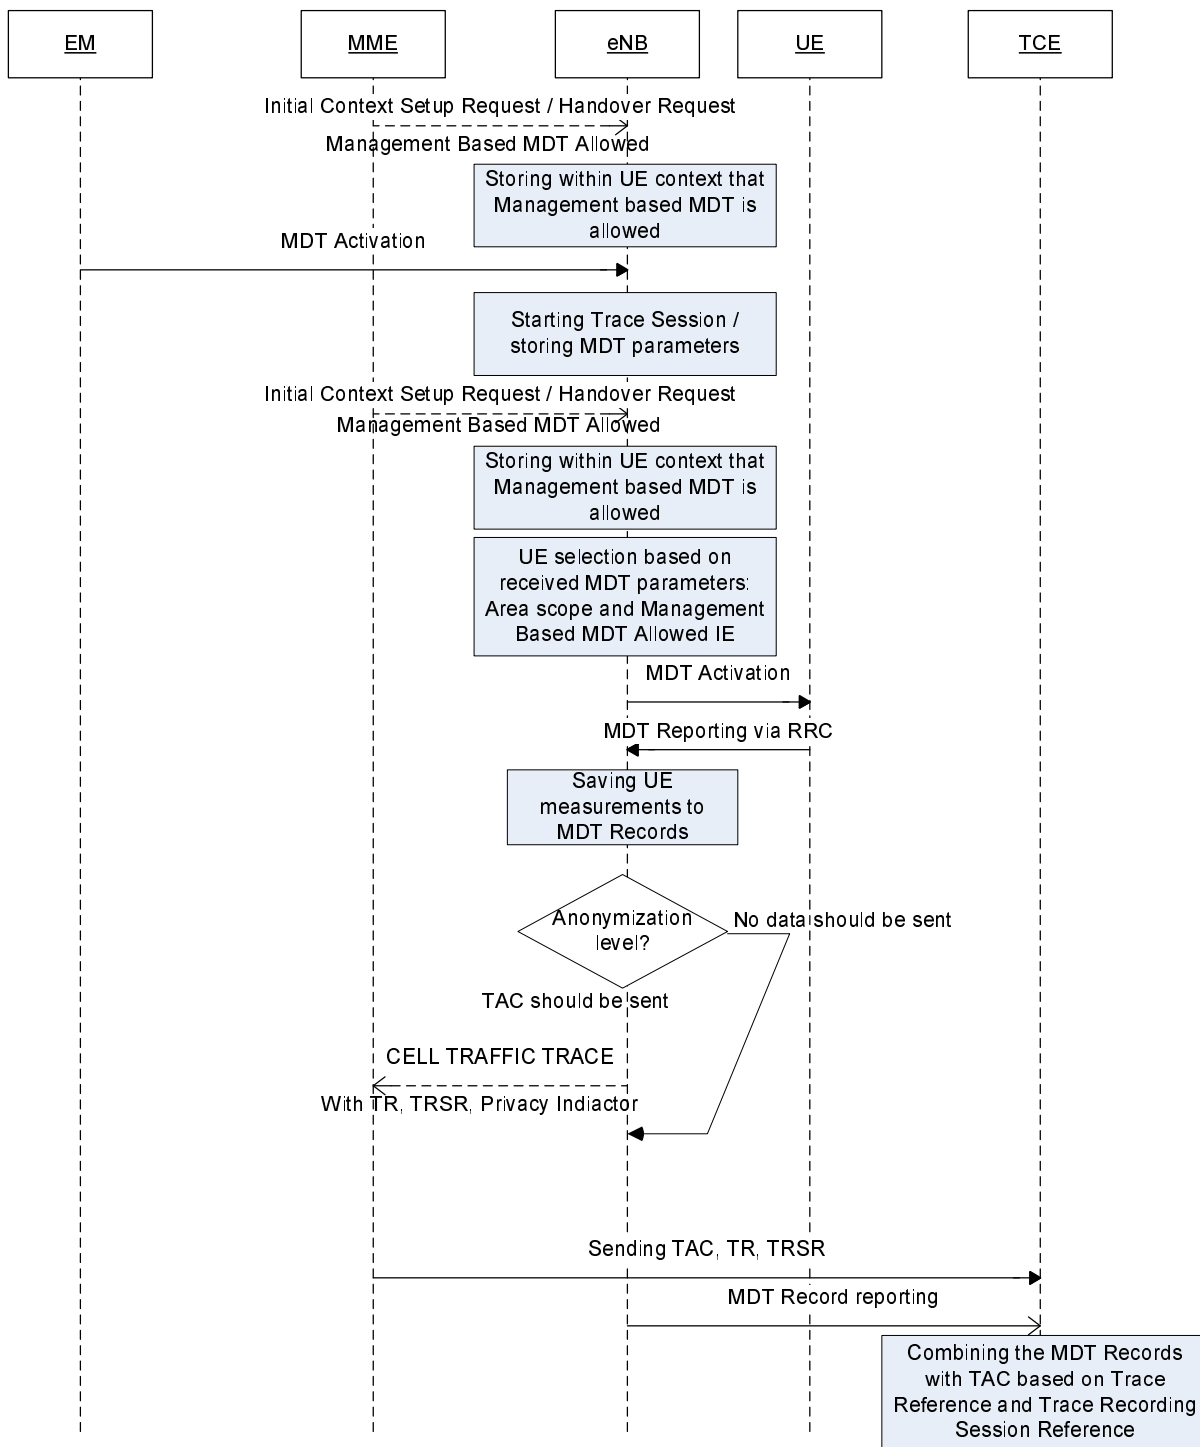 EM
MME
eNB
UE
TCE
Initial Context Setup Request / Handover Request
Management Based MDT Allowed
Storing within UE context that
Management based MDT is
allowed
MDT Activation
Starting Trace Session /
storing MDT parameters
Initial Context Setup Request / Handover Request
Management Based MDT Allowed
Storing within UE context that
Management based MDT is
allowed
UE selection based on
received MDT parameters:
Area scope and Management
Based MDT Allowed IE
MDT Activation
MDT Reporting via RRC
Saving UE
measurements to
MDT Records
Anonymization
level?
No data should be sent
TAC should be sent
CELL TRAFFIC TRACE
With TR, TRSR, Privacy Indiactor
Sending TAC, TR, TRSR
MDT Record reporting
Combining the MDT Records
with TAC based on Trace
Reference and Trace Recording
Session Reference